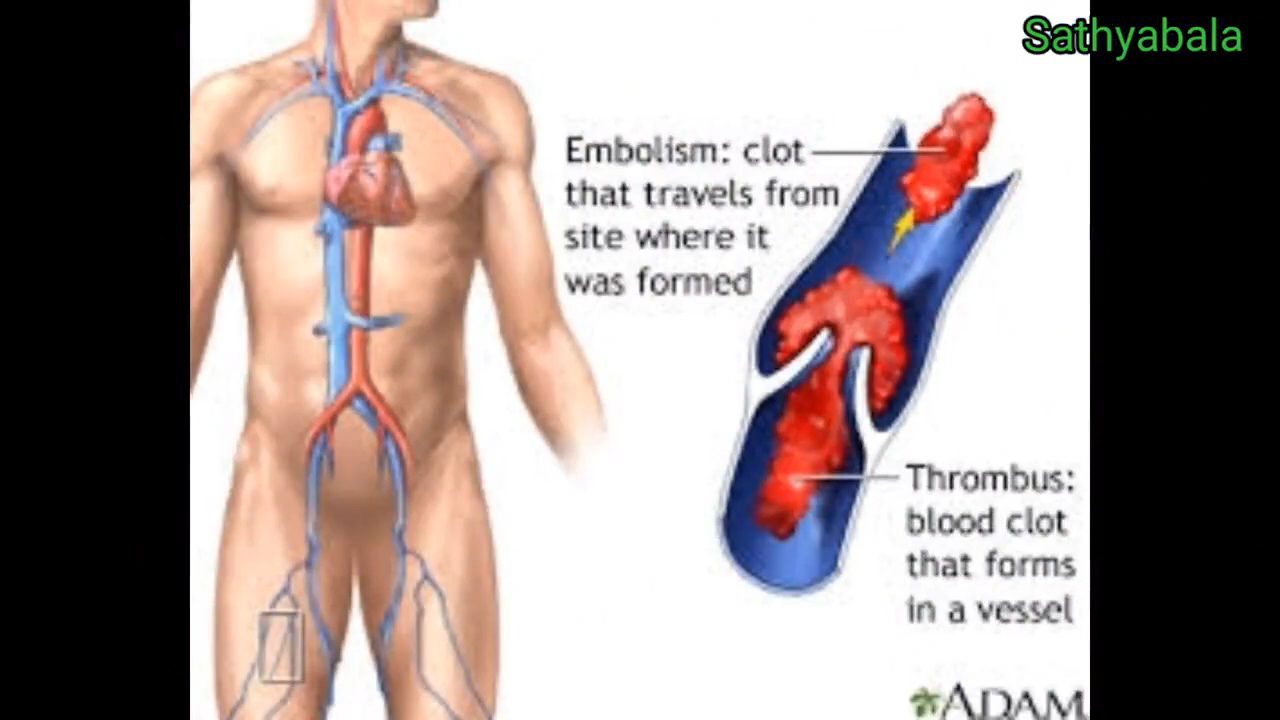 Sathyabala
Embolism: clot
that travels from
site where it
was formed
Thrombus:
blood clot
that forms
in a vessel
ADAM